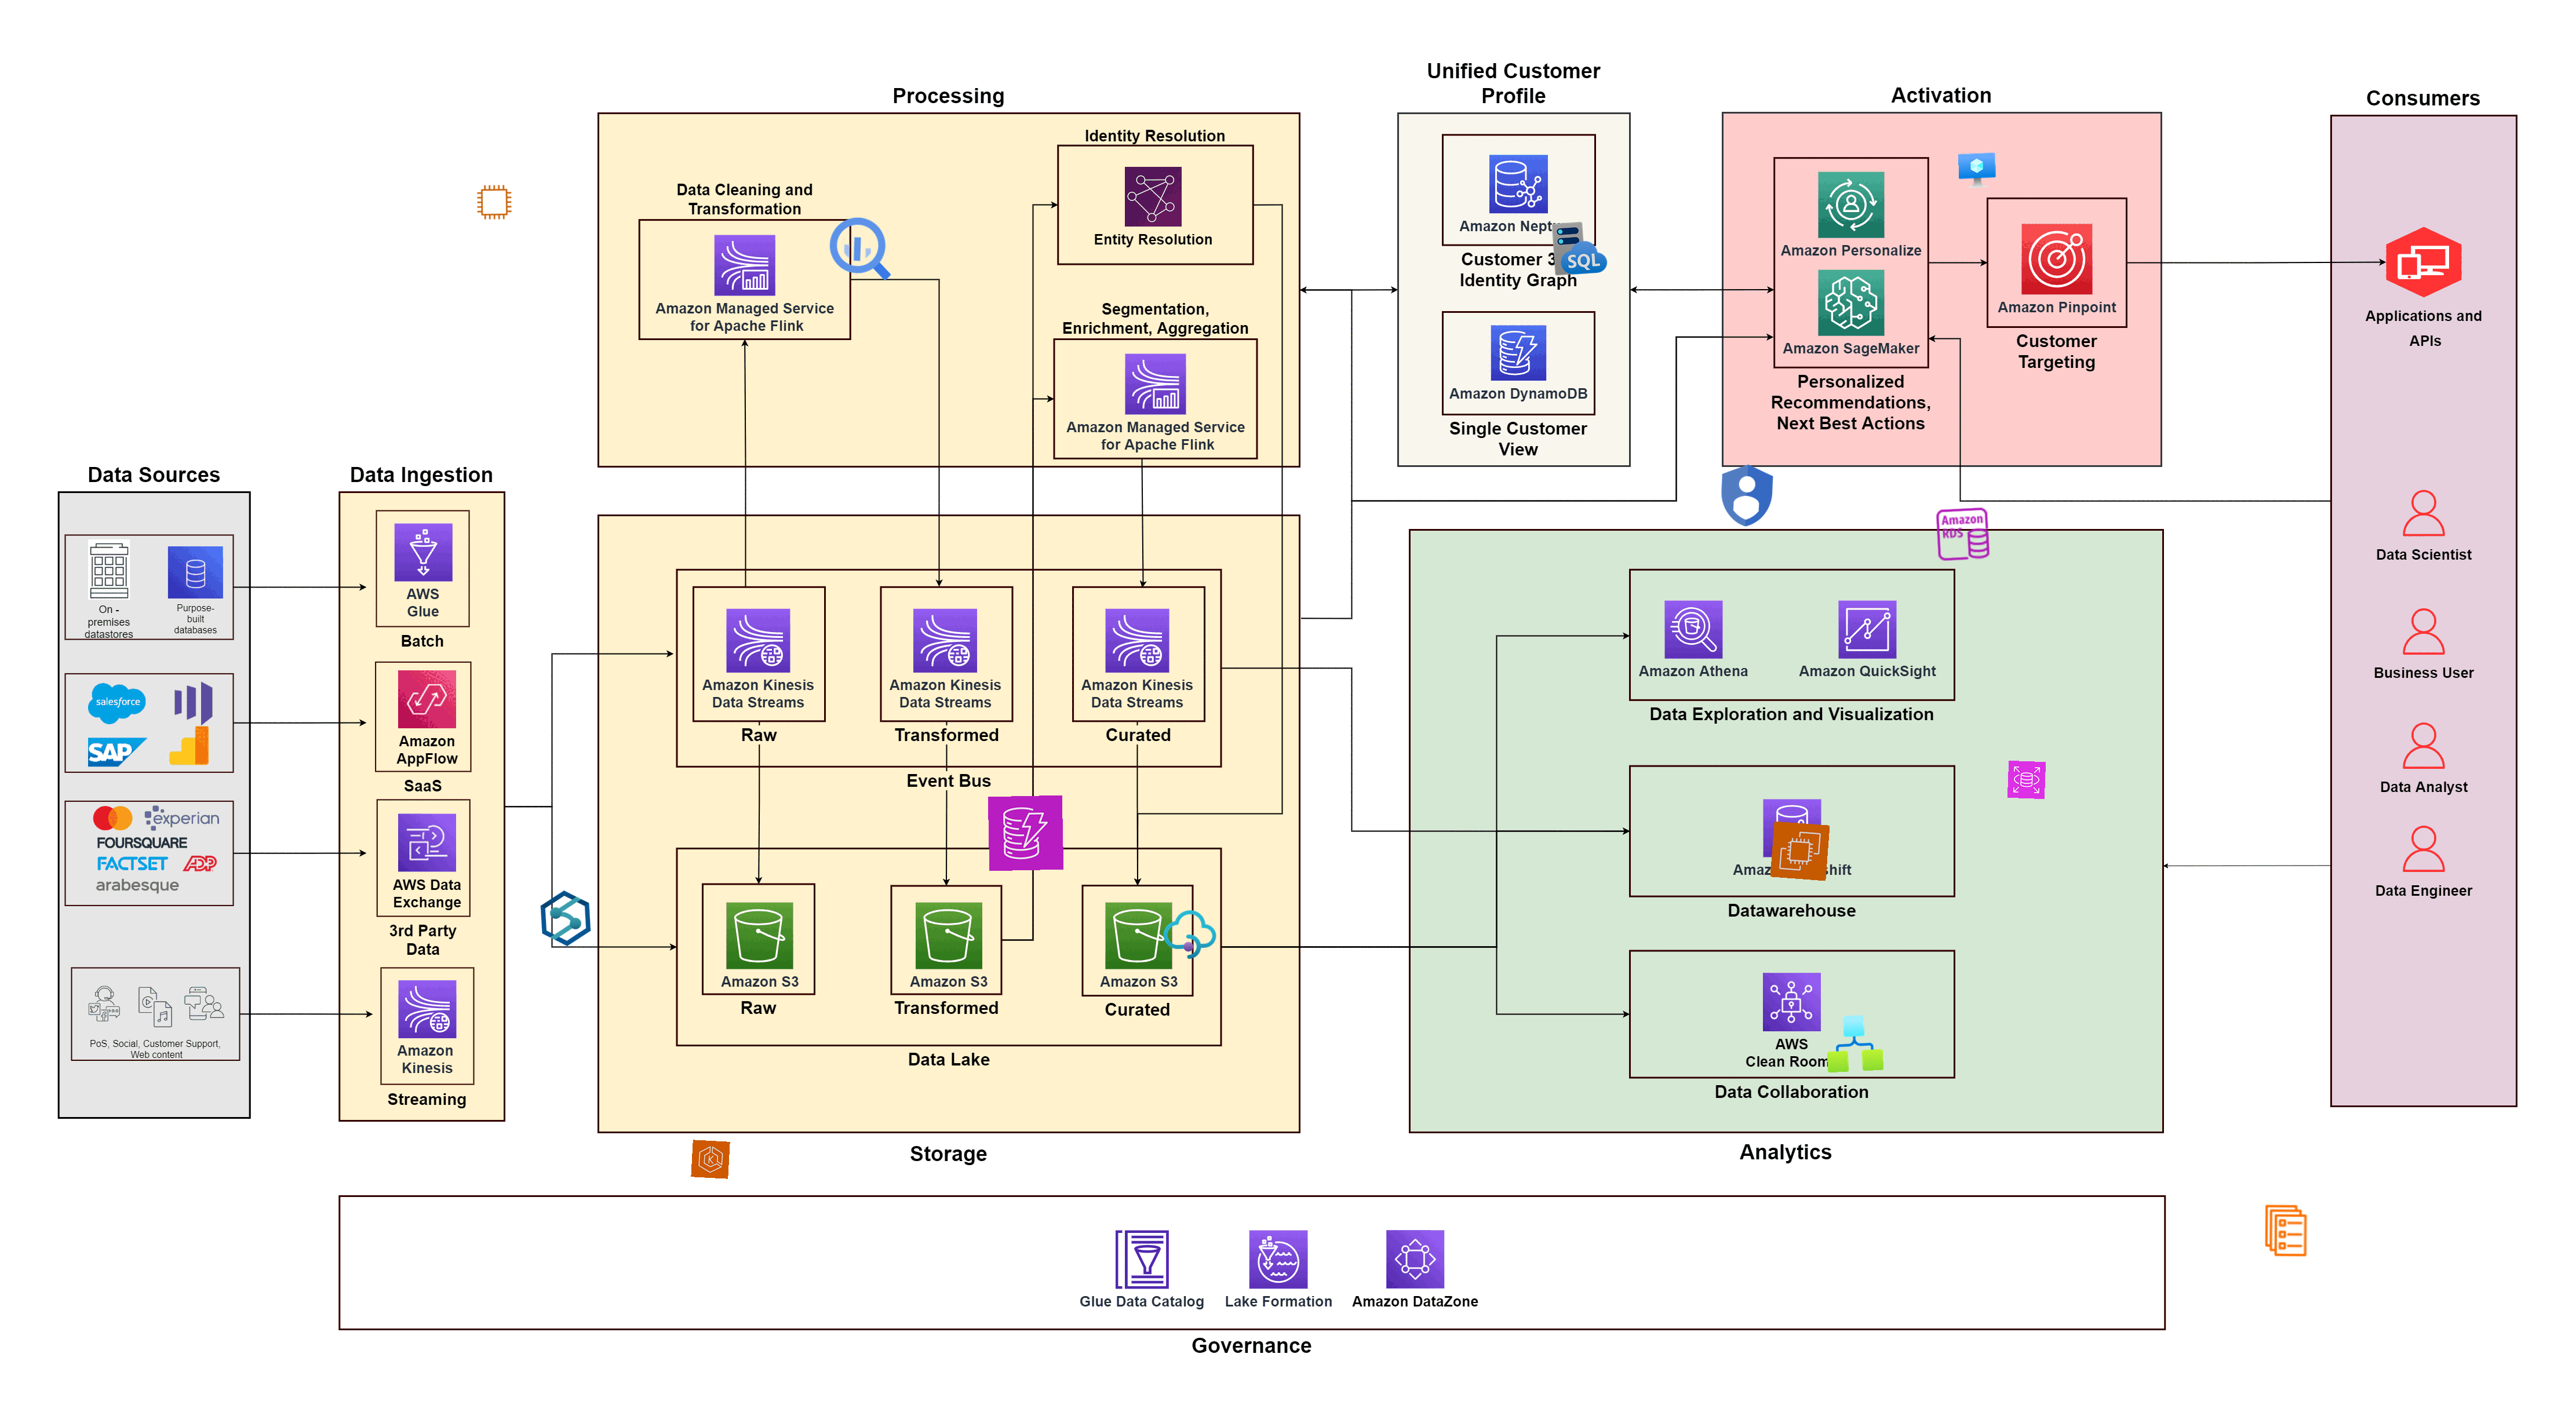 Data Sources
On -
premises
datastores
Purpose-
built
databases
salesforce
SAP
experian
FOURSQUARE
FACTSET
ADP
arabesque
PoS, Social, Customer Support,
Web content
Data Ingestion
AWS
Glue
Batch
Amazon
AppFlow
SaaS
AWS Data
Exchange
3rd Party
Data
Amazon
Kinesis
Streaming
Processing
Data Cleaning and
Transformation
Amazon Managed Service
for Apache Flink
Identity Resolution
Entity Resolution
Segmentation,
Enrichment, Aggregation
Amazon Managed Service
for Apache Flink
Amazon Kinesis
Data Streams
Raw
Amazon Kinesis
Data Streams
Transformed
Amazon Kinesis
Data Streams
Curated
Event Bus
Amazon S3
Raw
Amazon S3
Transformed
Amazon S3
Curated
Data Lake
Storage
Unified Customer
Profile
Amazon
SQL
Customer
Identity Graph
Amazon DynamoDB
Single Customer
View
Activation
Amazon Personalize
Amazon SageMaker
Personalized
Recommendations,
Next Best Actions
Amazon Pinpoint
Customer
Targeting
Amazon
RDS
Amazon Athena
Amazon QuickSight
Data Exploration and Visualization
Datawarehouse
AWS
Clean
Data Collaboration
Analytics
Consumers
Applications and
APIs
Data Scientist
Business User
Data Analyst
Data Engineer
Glue Data Catalog
Lake Formation
Amazon DataZone
Governance